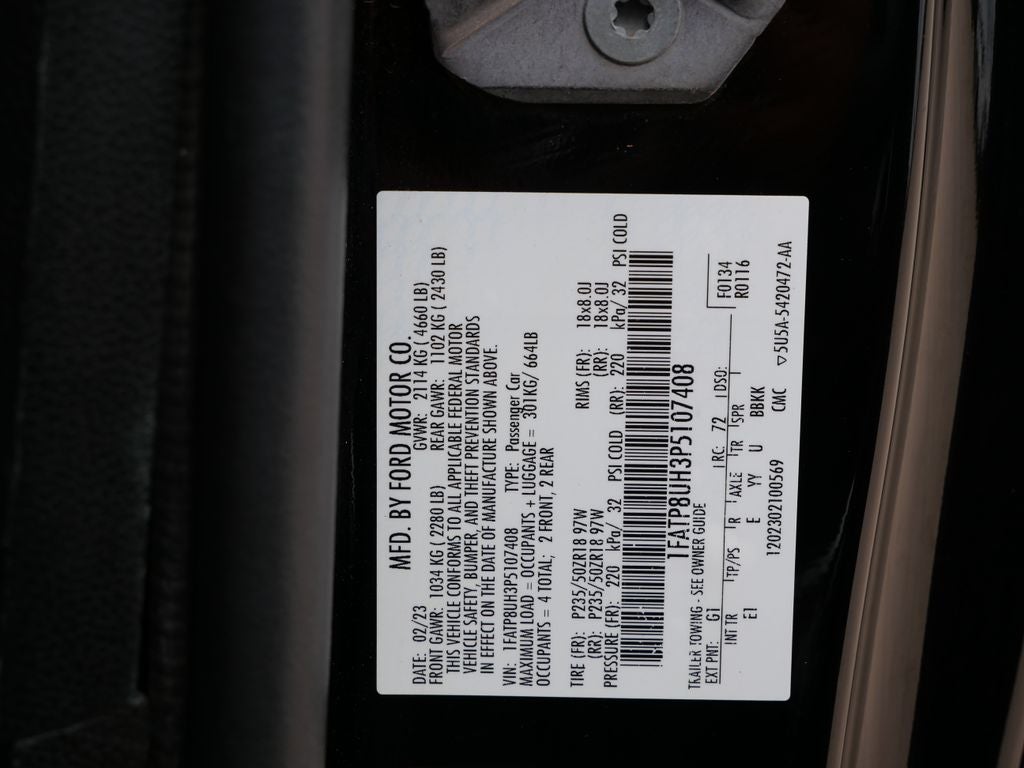 MFD. BY FORD MOTOR CO.
DATE: 02/23 GVWR: 2114 KG ( 4660 LB)
FRONT GAWR: 1034 KG ( 2280 LB) REAR GAWR: 1102 KG ( 2430 LB)
THIS VEHICLE CONFORMS TO ALL APPLICABLE FEDERAL MOTOR
VEHICLE SAFETY, BUMPER, AND THEFT PREVENTION STANDARDS
IN EFFECT ON THE DATE OF MANUFACTURE SHOWN ABOVE.
VIN: 1FATP8UH3P5107408 TYPE: Passenger Car
MAXIMUM LOAD = OCCUPANTS + LUGGAGE = 301KG/ 664LB
OCCUPANTS = 4 TOTAL; 2 FRONT, 2 REAR
TIRE (FR): P235/50ZR18 97W RIMS (FR): 18x8.0J
(RR): P235/50ZR18 97W (RR): 18x8.0J
PRESSURE (FR): 220 kPa/ 32 PSI COLD (RR): 220 kPa/ 32 PSI COLD
1FATP8UH3P5107408
TRAILER TOWING - SEE OWNER GUIDE
F0134
R0116
EXT PNT: G1 RC: 72 DSO:
INT TR TP/PS R AXLE TR SPR
E1 E YY U BBKK
1202302100569 CMC ▽5U5A-5420472-AA